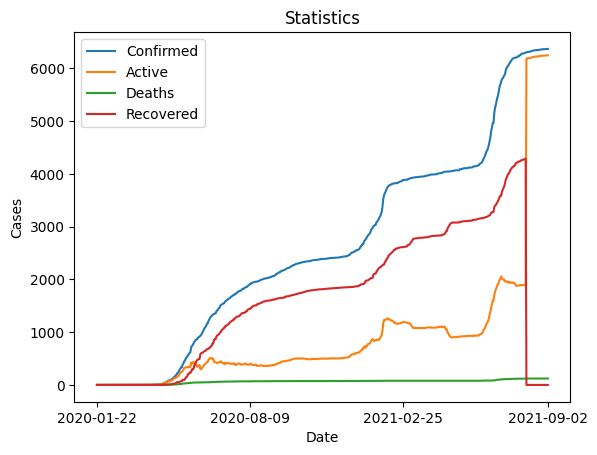 Statistics
Confirmed
Active
Deaths
Recovered
6000
5000
4000
3000
2000
1000
0
Cases
2020-01-22
2020-08-09
2021-02-25
2021-09-02
Date